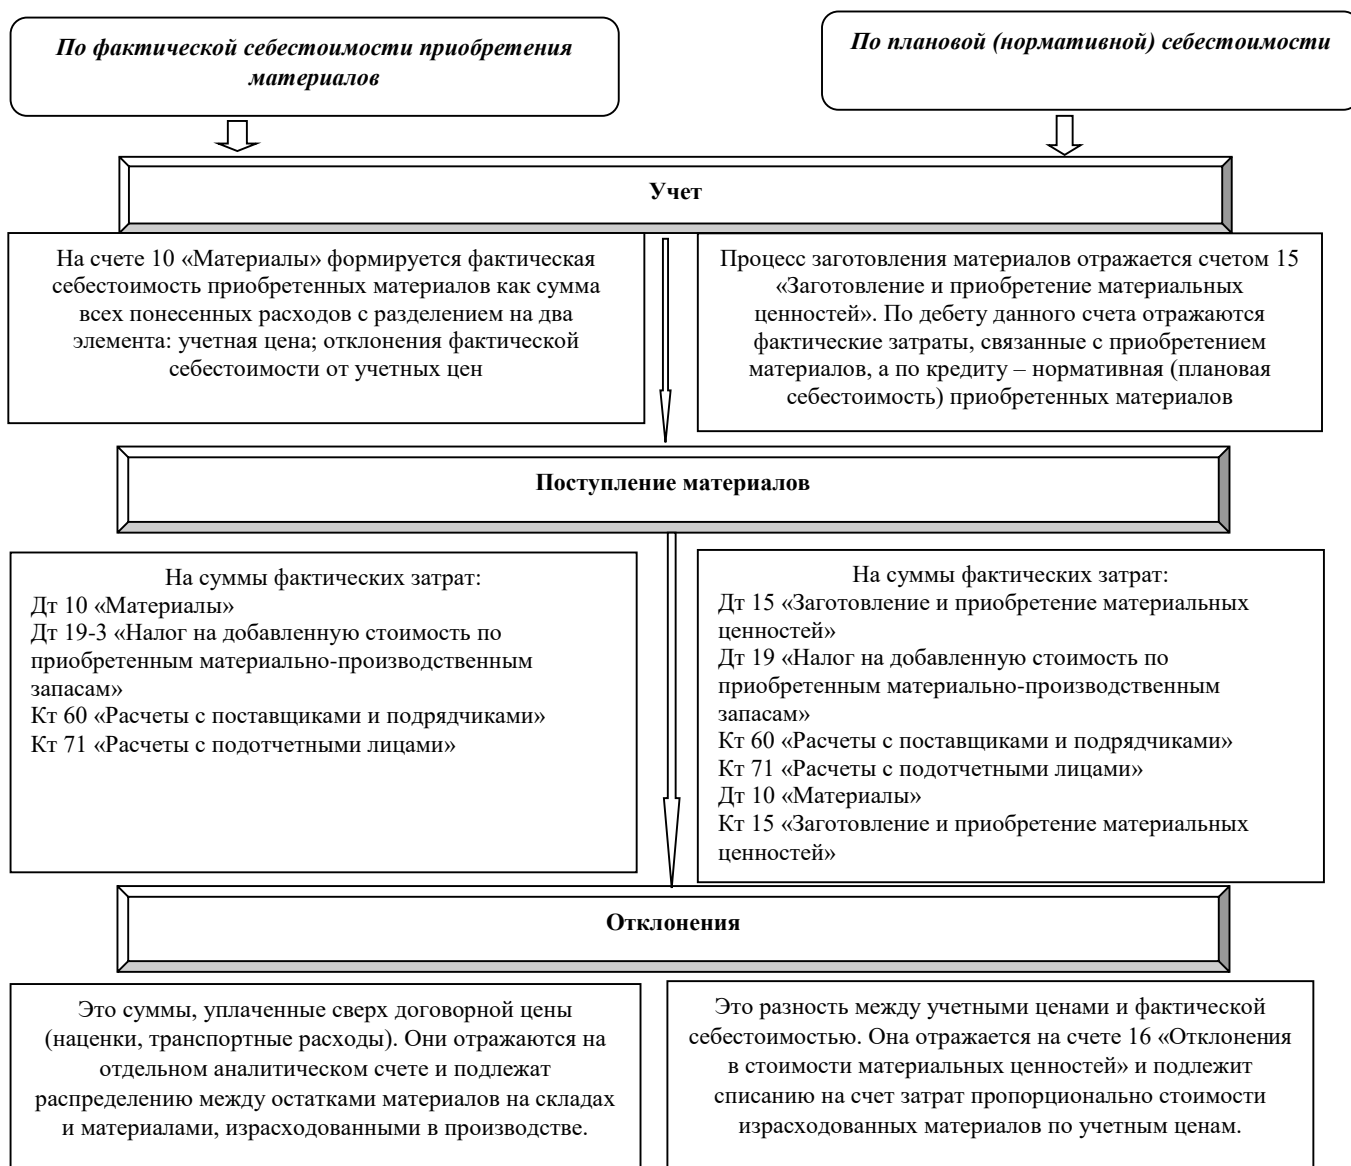 По фактической себестоимости приобретения
материалов
По плановой (нормативной) себестоимости
Учет
На счете 10 «Материалы» формируется фактическая
себестоимость приобретенных материалов как сумма
всех понесенных расходов с разделением на два
элемента: учетная цена; отклонения фактической
себестоимости от учетных цен
Процесс заготовления материалов отражается счетом 15
«Заготовление и приобретение материальных
ценностей». По дебету данного счета отражаются
фактические затраты, связанные с приобретением
материалов, а по кредиту – нормативная (плановая
себестоимость) приобретенных материалов
Поступление материалов
На суммы фактических затрат:
Дт 10 «Материалы»
Дт 19-3 «Налог на добавленную стоимость по
приобретенным материально-производственным
запасам»
Кт 60 «Расчеты с поставщиками и подрядчиками»
Кт 71 «Расчеты с подотчетными лицами»
На суммы фактических затрат:
Дт 15 «Заготовление и приобретение материальных
ценностей»
Дт 19 «Налог на добавленную стоимость по
приобретенным материально-производственным
запасам»
Кт 60 «Расчеты с поставщиками и подрядчиками»
Кт 71 «Расчеты с подотчетными лицами»
Дт 10 «Материалы»
Кт 15 «Заготовление и приобретение материальных
ценностей»
Отклонения
Это суммы, уплаченные сверх договорной цены
(наценки, транспортные расходы). Они отражаются на
отдельном аналитическом счете и подлежат
распределению между остатками материалов на складах
и материалами, израсходованными в производстве.
Это разность между учетными ценами и фактической
себестоимостью. Она отражается на счете 16 «Отклонения
в стоимости материальных ценностей» и подлежит
списанию на счет затрат пропорционально стоимости
израсходованных материалов по учетным ценам.